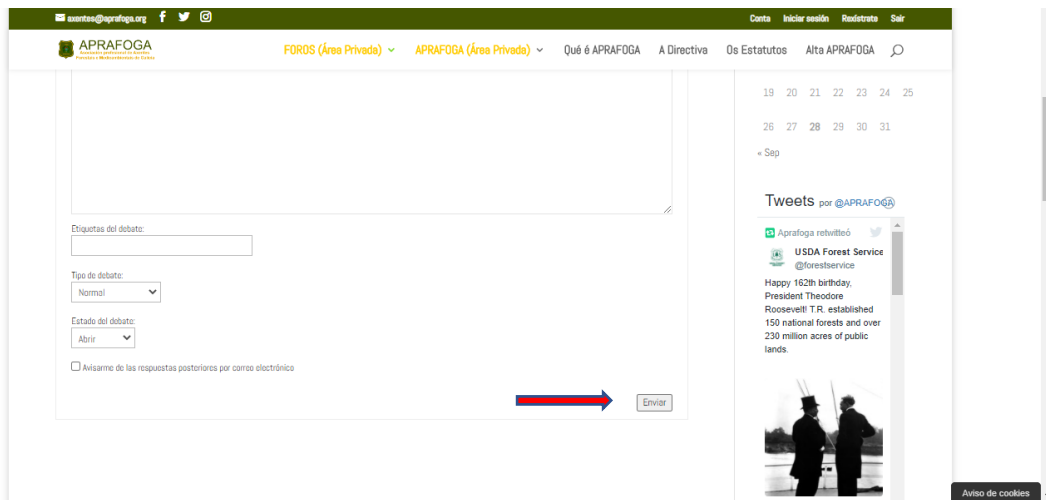 axentes@aprafoga.org
Conta Iniciar sesión Rexístrate Sair
APRAFOGA
FOROS (Área Privada) APRAFOGA (Área Privada) Qué é APRAFOGA A Directiva Os Estatutos Alta APRAFOGA
19 20 21 22 23 24 25
26 27 28 29 30 31
« Sep
Etiquetas del debate:
Tipo de debate:
Normal
Estado del debate:
Abrir
Avisarme de las respuestas posteriores por correo electrónico
Enviar
Tweets por @APRAFOGA
Aprafoga retwitteó
USDA Forest Service
@forestservice
Happy 162th birthday,
President Theodore
Roosevelt! T.R. established
150 national forests and over
230 million acres of public
lands.
Aviso de cookies